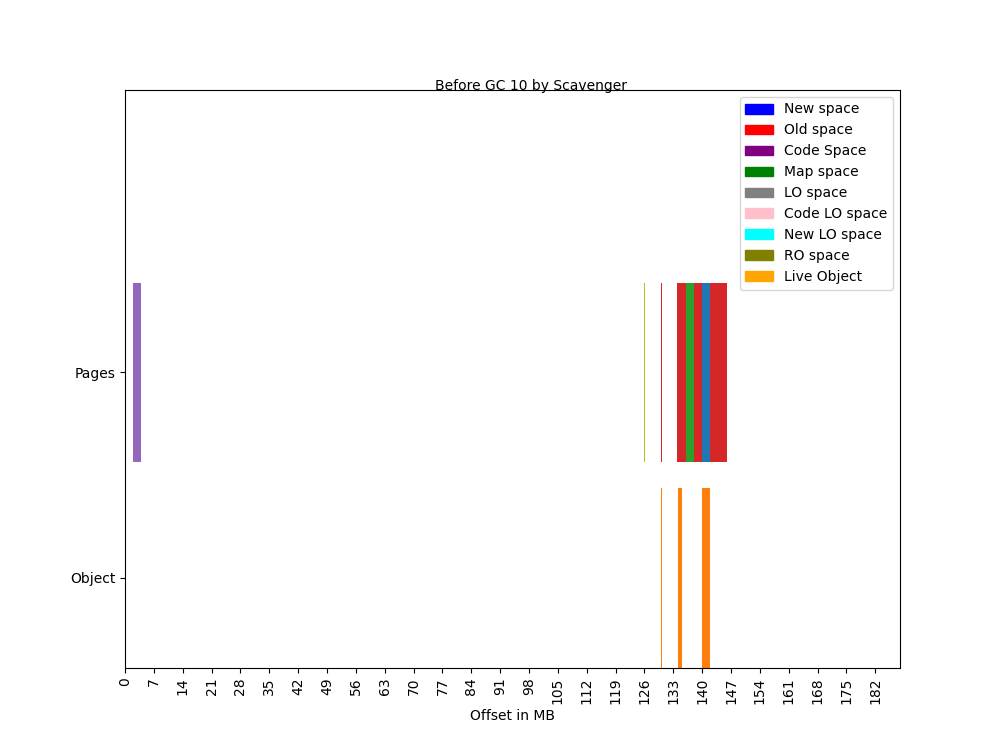 Before GC 10 by Scavenger
New space
Old space
Code Space
Map space
LO space
Code LO space
New LO space
RO space
Live Object
Pages
Object
0 7 14 21 28 35 42 49 56 63 70 77 84 91 98 105 112 119 126 133 140 147 154 161 168 175 182
Offset in MB